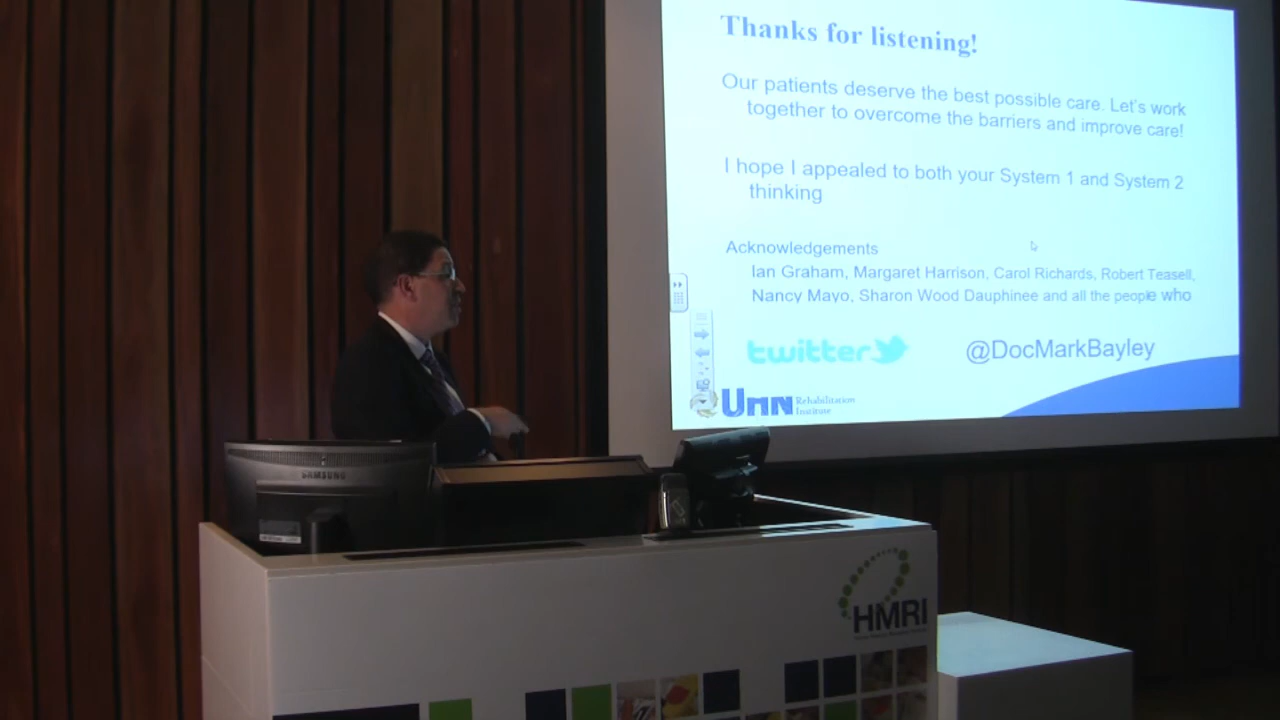 Thanks for listening!
Our patients deserve the best possible care. Let's work
together to overcome the barriers and improve care!
I hope I appealed to both your System 1 and System 2
thinking
Acknowledgements
Ian Graham, Margaret Harrison, Carol Richards, Robert Teasell,
Nancy Mayo, Sharon Wood Dauphinee and all the people who
twitter @DocMarkBayley
UHN Rehabilitation
Institute
SAMSUNG
HMRI